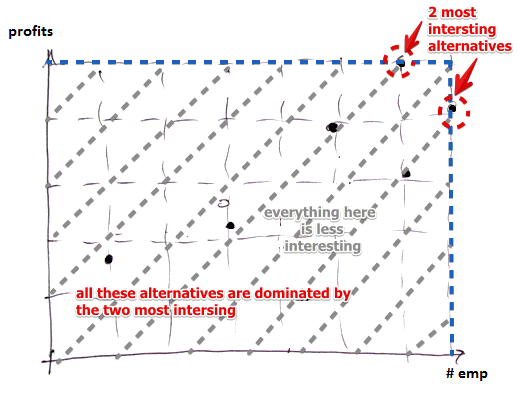 2 most
intersting
alternatives
profits
everything here
is less
interesting
all these alternatives are dominated by
the two most intersing
# emp